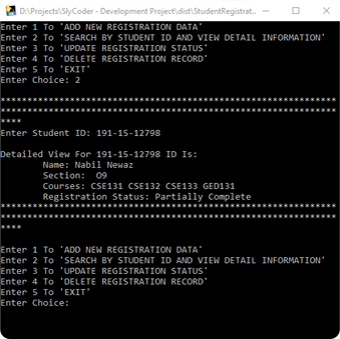 D:\Projects\SlyCoder - Development Project\dist\StudentRegistrat...
Enter 1 To 'ADD NEW REGISTRATION DATA'
Enter 2 To 'SEARCH BY STUDENT ID AND VIEW DETAIL INFORMATION'
Enter 3 To 'UPDATE REGISTRATION STATUS'
Enter 4 To 'DELETE REGISTRATION RECORD'
Enter 5 To 'EXIT'
Enter Choice: 2
****************************************************************
****************************************************************
****
Enter Student ID: 191-15-12798
Detailed View For 191-15-12798 ID Is:
Name: Nabil Newaz
Section: O9
Courses: CSE131 CSE132 CSE133 GED131
Registration Status: Partially Complete
****************************************************************
****************************************************************
****
Enter 1 To 'ADD NEW REGISTRATION DATA'
Enter 2 To 'SEARCH BY STUDENT ID AND VIEW DETAIL INFORMATION'
Enter 3 To 'UPDATE REGISTRATION STATUS'
Enter 4 To 'DELETE REGISTRATION RECORD'
Enter 5 To 'EXIT'
Enter Choice: